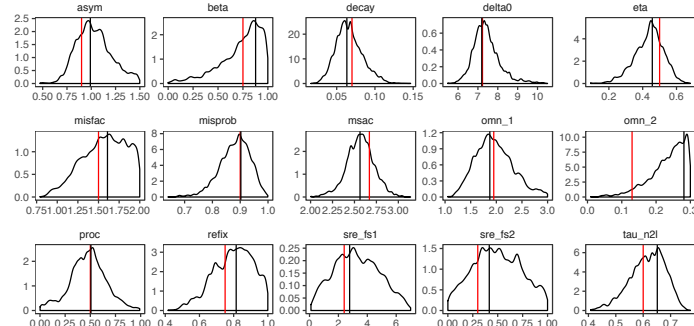 asym beta decay delta0 eta
2.5 2.0 1.5 1.0 0.5 0.0
0.50 0.75 1.00 1.25 1.50
2 1 0
0.00 0.25 0.50 0.75 1.00
20 10 0
0.00 0.05 0.10 0.15
0.6 0.4 0.2 0.0
6 7 8 9 10
4 2 0
0.2 0.4 0.6
misfac misprob msac omn_1 omn_2
1.0 0.5 0.0
0.751.001.251.501.752.00
8 6 4 2 0
0.7 0.8 0.9 1.0
2 1 0
2.002.252.502.753.00
1.2 0.9 0.6 0.3 0.0
1.0 1.5 2.0 2.5 3.0
10.0 7.5 5.0 2.5 0.0
0.0 0.1 0.2 0.3
proc refix sre_fs1 sre_fs2 tau_n2l
2 1 0
0.00 0.25 0.50 0.75 1.00
3 2 1 0
0.4 0.6 0.8 1.0
0.25 0.20 0.15 0.10 0.05 0.00
0 2 4 6
1.5 1.0 0.5 0.0
0.00 0.25 0.50 0.75 1.00
6 4 2 0
0.4 0.5 0.6 0.7